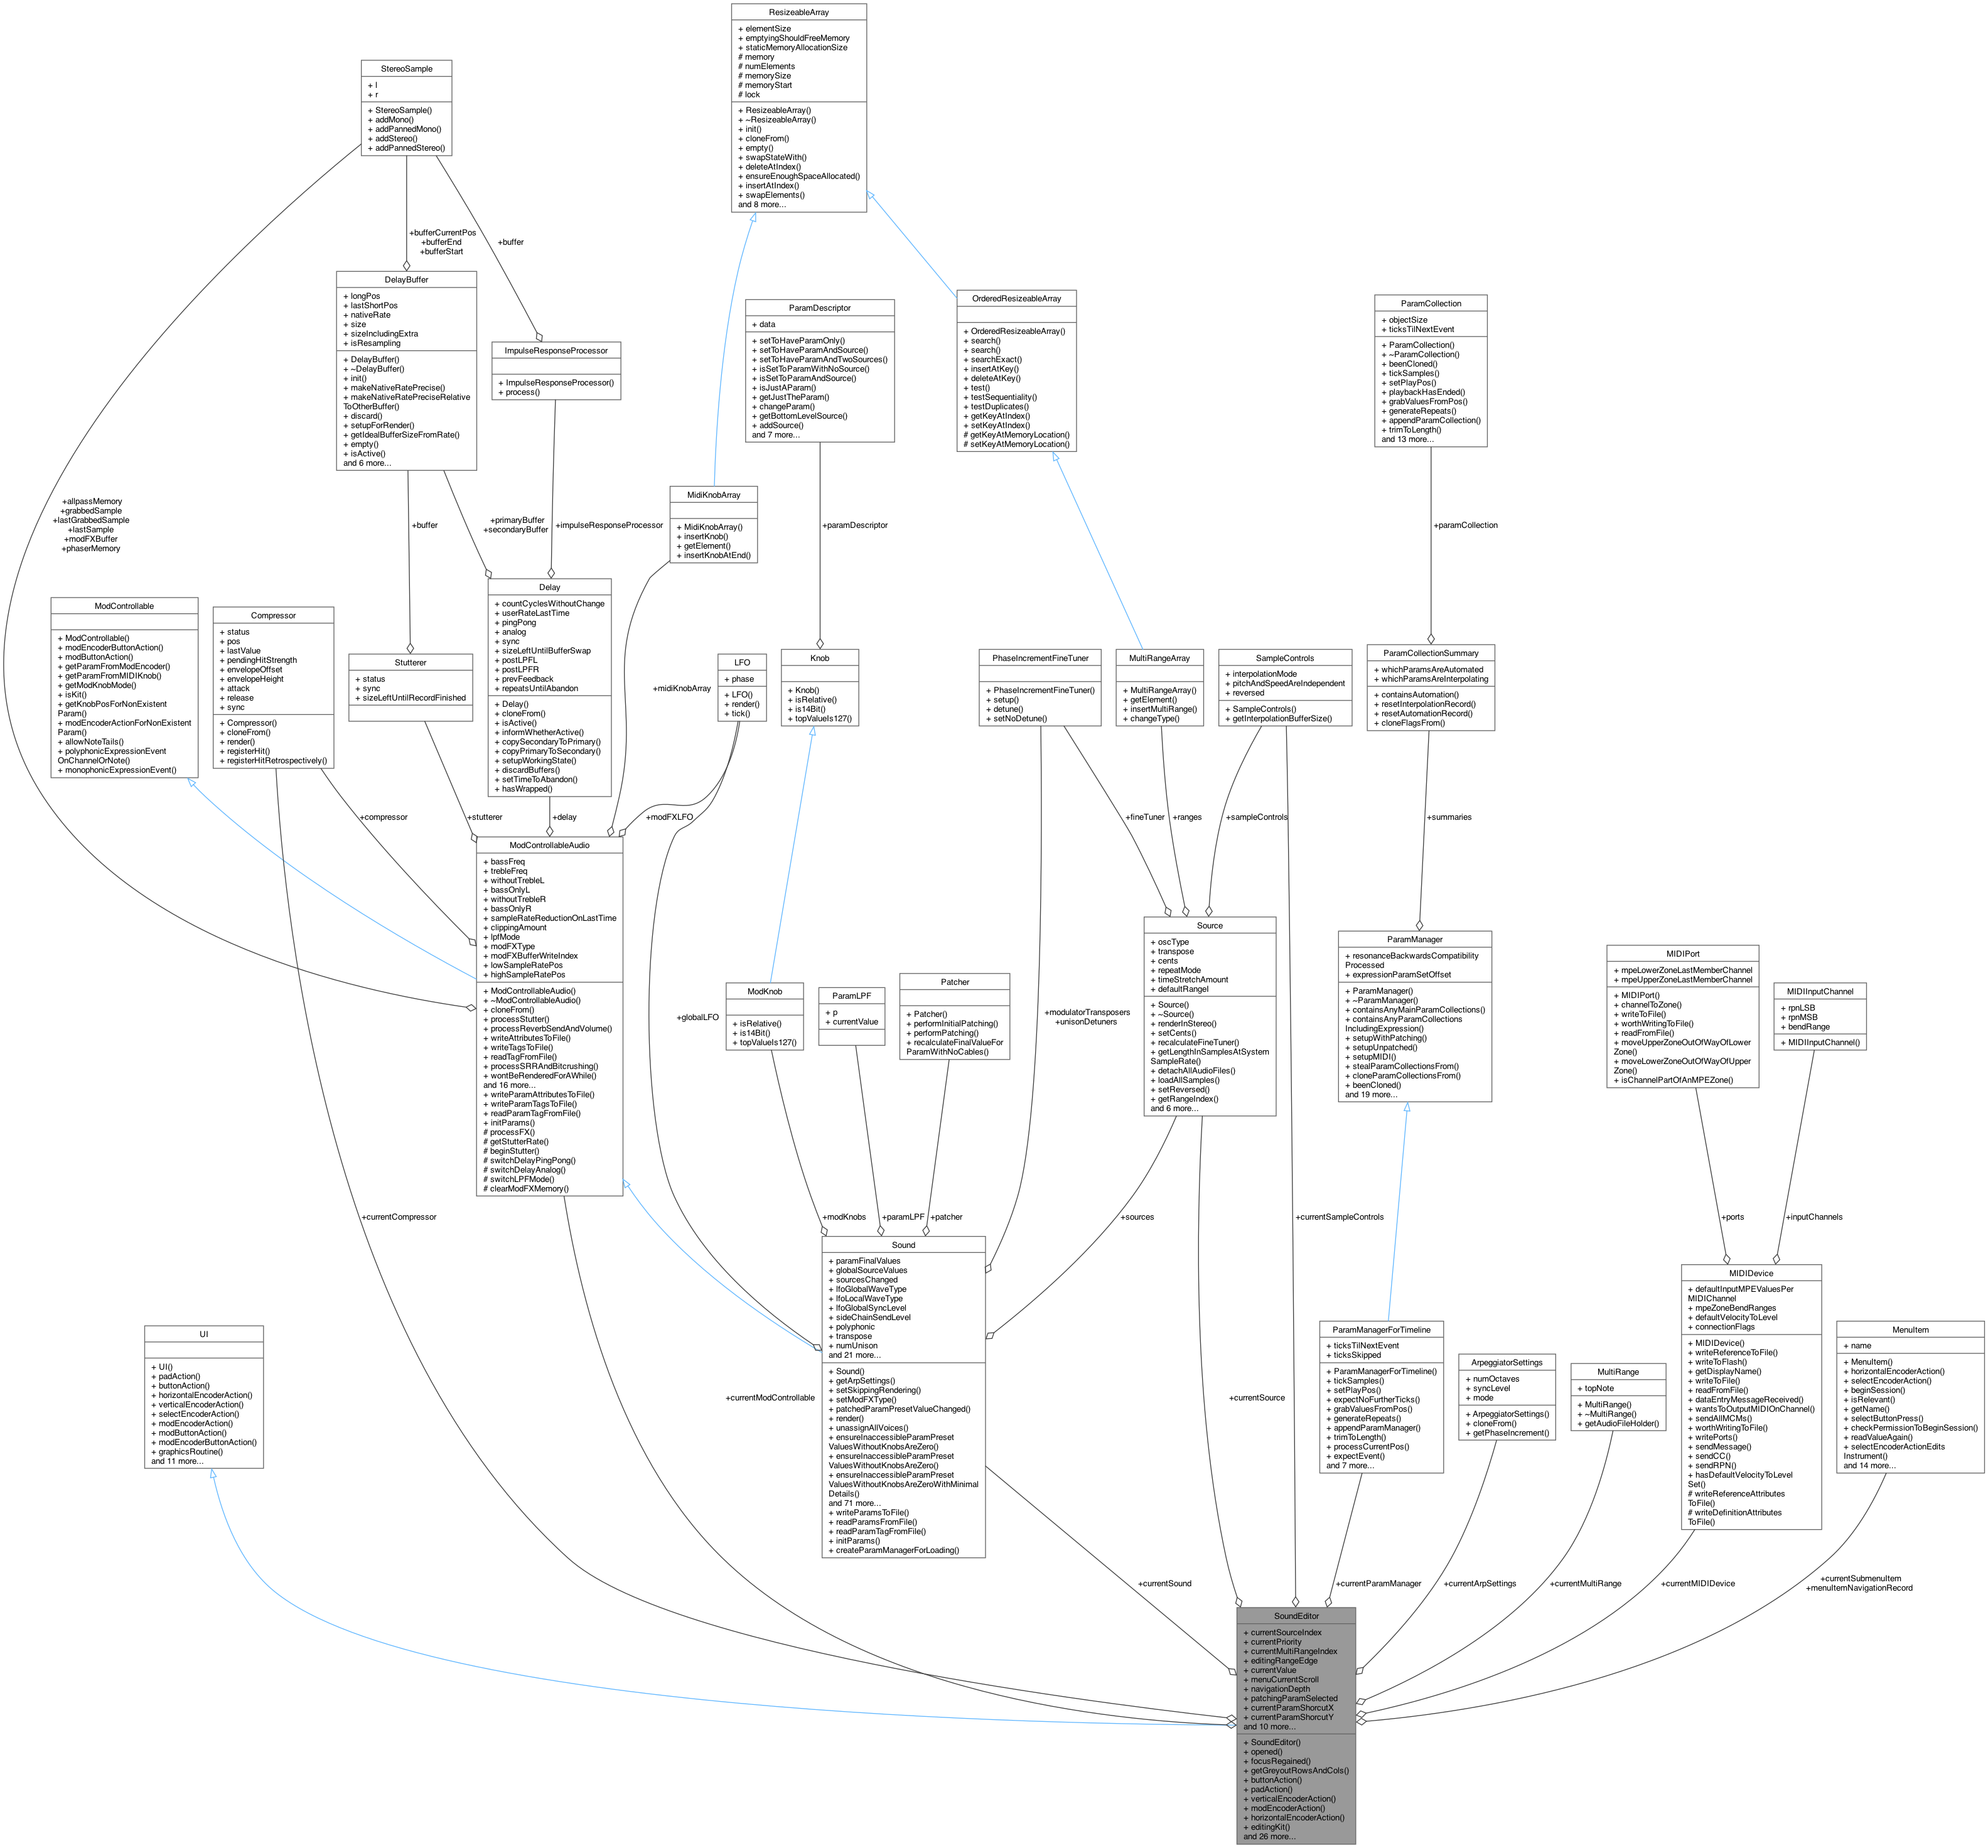 ResizeableArray
+ elementSize
+ emptyingShouldFreeMemory
+ staticMemoryAllocationSize
# memory
# numElements
# memorySize
# memoryStart
# lock
+ ResizeableArray()
+ ~ResizeableArray()
+ init()
+ cloneFrom()
+ empty()
+ swapStateWith()
+ deleteAtIndex()
+ ensureEnoughSpaceAllocated()
+ insertAtIndex()
+ swapElements()
and 8 more...
StereoSample
+ l
+ r
+ StereoSample()
+ addMono()
+ addPannedMono()
+ addStereo()
+ addPannedStereo()
+bufferCurrentPos
+bufferEnd
+bufferStart
+buffer
DelayBuffer
+ longPos
+ lastShortPos
+ nativeRate
+ size
+ sizeIncludingExtra
+ isResampling
+ DelayBuffer()
+ ~DelayBuffer()
+ init()
+ makeNativeRatePrecise()
+ makeNativeRatePreciseRelative
ToOtherBuffer()
+ discard()
+ setupForRender()
+ getIdealBufferSizeFromRate()
+ empty()
+ isActive()
and 6 more...
ImpulseResponseProcessor
+ ImpulseResponseProcessor()
+ process()
ParamDescriptor
+ data
+ setToHaveParamOnly()
+ setToHaveParamAndSource()
+ setToHaveParamAndTwoSources()
+ isSetToParamWithNoSource()
+ isSetToParamAndSource()
+ isJustAParam()
+ getJustTheParam()
+ changeParam()
+ getBottomLevelSource()
+ addSource()
and 7 more...
OrderedResizeableArray
+ OrderedResizeableArray()
+ search()
+ search()
+ searchExact()
+ insertAtKey()
+ deleteAtKey()
+ test()
+ testSequentiality()
+ testDuplicates()
+ getKeyAtIndex()
+ setKeyAtIndex()
# getKeyAtMemoryLocation()
# setKeyAtMemoryLocation()
ParamCollection
+ objectSize
+ ticksTilNextEvent
+ ParamCollection()
+ ~ParamCollection()
+ beenCloned()
+ tickSamples()
+ setPlayPos()
+ playbackHasEnded()
+ grabValuesFromPos()
+ generateRepeats()
+ appendParamCollection()
+ trimToLength()
and 13 more...
+allpassMemory
+grabbedSample
+lastGrabbedSample
+lastSample
+modFXBuffer
+phaserMemory
+buffer
+primaryBuffer
+secondaryBuffer
+impulseResponseProcessor
MidiKnobArray
+ MidiKnobArray()
+ insertKnob()
+ getElement()
+ insertKnobAtEnd()
+paramDescriptor
+paramCollection
ModControllable
+ ModControllable()
+ modEncoderButtonAction()
+ modButtonAction()
+ getParamFromModEncoder()
+ getParamFromMIDIKnob()
+ getModKnobMode()
+ isKit()
+ getKnobPosForNonExistent
Param()
+ modEncoderActionForNonExistent
Param()
+ allowNoteTails()
+ polyphonicExpressionEvent
OnChannelOrNote()
+ monophonicExpressionEvent()
Compressor
+ status
+ pos
+ lastValue
+ pendingHitStrength
+ envelopeOffset
+ envelopeHeight
+ attack
+ release
+ sync
+ Compressor()
+ cloneFrom()
+ render()
+ registerHit()
+ registerHitRetrospectively()
Stutterer
+ status
+ sync
+ sizeLeftUntilRecordFinished
Delay
+ countCyclesWithoutChange
+ userRateLastTime
+ pingPong
+ analog
+ sync
+ sizeLeftUntilBufferSwap
+ postLPFL
+ postLPFR
+ prevFeedback
+ repeatsUntilAbandon
+ Delay()
+ cloneFrom()
+ isActive()
+ informWhetherActive()
+ copySecondaryToPrimary()
+ copyPrimaryToSecondary()
+ setupWorkingState()
+ discardBuffers()
+ setTimeToAbandon()
+ hasWrapped()
+midiKnobArray
LFO
+ phase
+ LFO()
+ render()
+ tick()
Knob
+ Knob()
+ isRelative()
+ is14Bit()
+ topValueIs127()
PhaseIncrementFineTuner
+ PhaseIncrementFineTuner()
+ setup()
+ detune()
+ setNoDetune()
MultiRangeArray
+ MultiRangeArray()
+ getElement()
+ insertMultiRange()
+ changeType()
SampleControls
+ interpolationMode
+ pitchAndSpeedAreIndependent
+ reversed
+ SampleControls()
+ getInterpolationBufferSize()
ParamCollectionSummary
+ whichParamsAreAutomated
+ whichParamsAreInterpolating
+ containsAutomation()
+ resetInterpolationRecord()
+ resetAutomationRecord()
+ cloneFlagsFrom()
+compressor
+stutterer
+delay
+modFXLFO
+fineTuner
+ranges
+sampleControls
+summaries
ModControllableAudio
+ bassFreq
+ trebleFreq
+ withoutTrebleL
+ bassOnlyL
+ withoutTrebleR
+ bassOnlyR
+ sampleRateReductionOnLastTime
+ clippingAmount
+ lpfMode
+ modFXType
+ modFXBufferWriteIndex
+ lowSampleRatePos
+ highSampleRatePos
+ ModControllableAudio()
+ ~ModControllableAudio()
+ cloneFrom()
+ processStutter()
+ processReverbSendAndVolume()
+ writeAttributesToFile()
+ writeTagsToFile()
+ readTagFromFile()
+ processSRRAndBitcrushing()
+ wontBeRenderedForAWhile()
and 16 more...
+ writeParamAttributesToFile()
+ writeParamTagsToFile()
+ readParamTagFromFile()
+ initParams()
# processFX()
# getStutterRate()
# beginStutter()
# switchDelayPingPong()
# switchDelayAnalog()
# switchLPFMode()
# clearModFXMemory()
+globalLFO
ModKnob
+ isRelative()
+ is14Bit()
+ topValueIs127()
ParamLPF
+ p
+ currentValue
Patcher
+ Patcher()
+ performInitialPatching()
+ performPatching()
+ recalculateFinalValueFor
ParamWithNoCables()
+modulatorTransposers
+unisonDetuners
Source
+ oscType
+ transpose
+ cents
+ repeatMode
+ timeStretchAmount
+ defaultRangeI
+ Source()
+ ~Source()
+ renderInStereo()
+ setCents()
+ recalculateFineTuner()
+ getLengthInSamplesAtSystem
SampleRate()
+ detachAllAudioFiles()
+ loadAllSamples()
+ setReversed()
+ getRangeIndex()
and 6 more...
ParamManager
+ resonanceBackwardsCompatibility
Processed
+ expressionParamSetOffset
+ ParamManager()
+ ~ParamManager()
+ containsAnyMainParamCollections()
+ containsAnyParamCollections
IncludingExpression()
+ setupWithPatching()
+ setupUnpatched()
+ setupMIDI()
+ stealParamCollectionsFrom()
+ cloneParamCollectionsFrom()
+ beenCloned()
and 19 more...
MIDIPort
+ mpeLowerZoneLastMemberChannel
+ mpeUpperZoneLastMemberChannel
+ MIDIPort()
+ channelToZone()
+ writeToFile()
+ worthWritingToFile()
+ readFromFile()
+ moveUpperZoneOutOfWayOfLower
Zone()
+ moveLowerZoneOutOfWayOfUpper
Zone()
+ isChannelPartOfAnMPEZone()
MIDIInputChannel
+ rpnLSB
+ rpnMSB
+ bendRange
+ MIDIInputChannel()
+currentCompressor
+modKnobs
+paramLPF
+patcher
+sources
+currentSampleControls
+ports
+inputChannels
Sound
+ paramFinalValues
+ globalSourceValues
+ sourcesChanged
+ lfoGlobalWaveType
+ lfoLocalWaveType
+ lfoGlobalSyncLevel
+ sideChainSendLevel
+ polyphonic
+ transpose
+ numUnison
and 21 more...
+ Sound()
+ getArpSettings()
+ setSkippingRendering()
+ setModFXType()
+ patchedParamPresetValueChanged()
+ render()
+ unassignAllVoices()
+ ensureInaccessibleParamPreset
ValuesWithoutKnobsAreZero()
+ ensureInaccessibleParamPreset
ValuesWithoutKnobsAreZero()
+ ensureInaccessibleParamPreset
ValuesWithoutKnobsAreZeroWithMinimal
Details()
and 71 more...
+ writeParamsToFile()
+ readParamsFromFile()
+ readParamTagFromFile()
+ initParams()
+ createParamManagerForLoading()
UI
+ UI()
+ padAction()
+ buttonAction()
+ horizontalEncoderAction()
+ verticalEncoderAction()
+ selectEncoderAction()
+ modEncoderAction()
+ modButtonAction()
+ modEncoderButtonAction()
+ graphicsRoutine()
and 11 more...
+currentModControllable
+currentSource
ParamManagerForTimeline
+ ticksTilNextEvent
+ ticksSkipped
+ ParamManagerForTimeline()
+ tickSamples()
+ setPlayPos()
+ expectNoFurtherTicks()
+ grabValuesFromPos()
+ generateRepeats()
+ appendParamManager()
+ trimToLength()
+ processCurrentPos()
+ expectEvent()
and 7 more...
ArpeggiatorSettings
+ numOctaves
+ syncLevel
+ mode
+ ArpeggiatorSettings()
+ cloneFrom()
+ getPhaseIncrement()
MultiRange
+ topNote
+ MultiRange()
+ ~MultiRange()
+ getAudioFileHolder()
MIDIDevice
+ defaultInputMPEValuesPer
MIDIChannel
+ mpeZoneBendRanges
+ defaultVelocityToLevel
+ connectionFlags
+ MIDIDevice()
+ writeReferenceToFile()
+ writeToFlash()
+ getDisplayName()
+ writeToFile()
+ readFromFile()
+ dataEntryMessageReceived()
+ wantsToOutputMIDIOnChannel()
+ sendAllMCMs()
+ worthWritingToFile()
+ writePorts()
+ sendMessage()
+ sendCC()
+ sendRPN()
+ hasDefaultVelocityToLevel
Set()
# writeReferenceAttributes
ToFile()
# writeDefinitionAttributes
ToFile()
MenuItem
+ name
+ MenuItem()
+ horizontalEncoderAction()
+ selectEncoderAction()
+ beginSession()
+ isRelevant()
+ getName()
+ selectButtonPress()
+ checkPermissionToBeginSession()
+ readValueAgain()
+ selectEncoderActionEdits
Instrument()
and 14 more...
+currentSound
+currentParamManager
+currentArpSettings
+currentMultiRange
+currentMIDIDevice
+currentSubmenuItem
+menuItemNavigationRecord
SoundEditor
+ currentSourceIndex
+ currentPriority
+ currentMultiRangeIndex
+ editingRangeEdge
+ currentValue
+ menuCurrentScroll
+ navigationDepth
+ patchingParamSelected
+ currentParamShorcutX
+ currentParamShorcutY
and 10 more...
+ SoundEditor()
+ opened()
+ focusRegained()
+ getGreyoutRowsAndCols()
+ buttonAction()
+ padAction()
+ verticalEncoderAction()
+ modEncoderAction()
+ horizontalEncoderAction()
+ editingKit()
and 26 more...